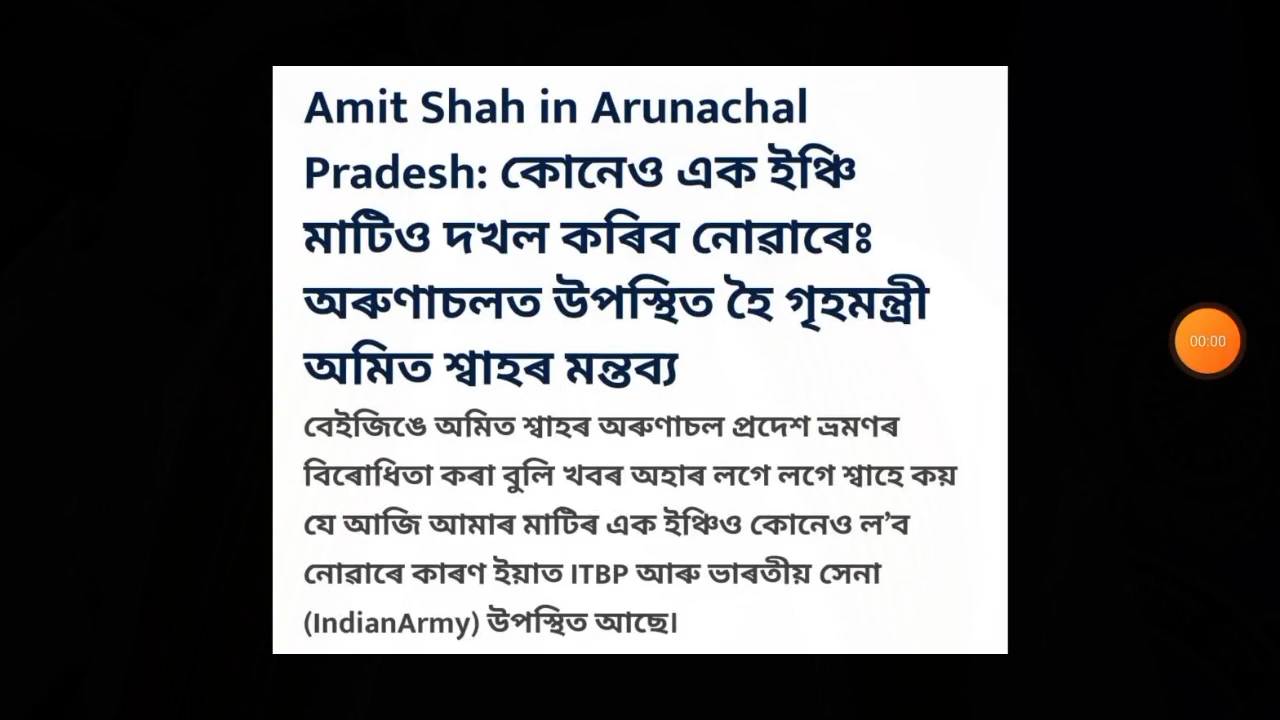 Amit Shah in Arunachal
Pradesh: কোনেও এক ইঞ্চি
মাটিও দখল কৰিব নোৱাৰেঃ
অৰুণাচলত উপস্থিত হৈ গৃহমন্ত্ৰী
অমিত শ্বাহৰ মন্তব্য
বেইজিঙে অমিত শ্বাহৰ অৰুণাচল প্ৰদেশ ভ্ৰমণৰ
বিৰোধিতা কৰা বুলি খবৰ অহাৰ লগে লগে শ্বাহে কয়
যে আজি আমাৰ মাটিৰ এক ইঞ্চিও কোনেও ল’ব
নোৱাৰে কাৰণ ইয়াত ITBP আৰু ভাৰতীয় সেনা
(IndianArmy) উপস্থিত আছে।
00:00